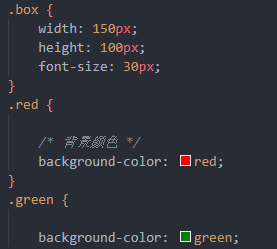 .box {
    width: 150px;
    height: 100px;
    font-size: 30px;
}
.red {
    /* 背景颜色 */
    background-color: red;
}
.green {
    background-color: green;